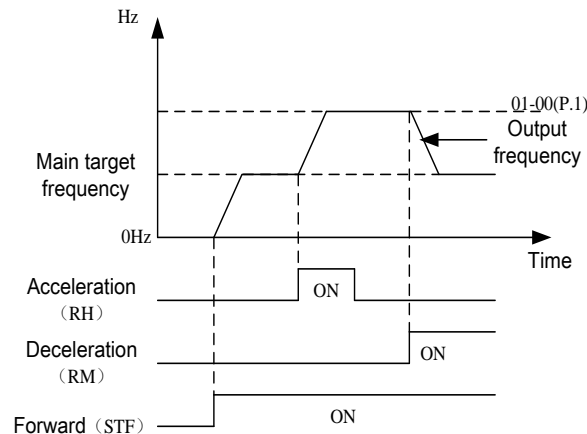 Hz
01-00(P.1)
Output
frequency
Main target
frequency
0Hz
Time
Acceleration
（RH）
ON
Deceleration
（RM）
ON
Forward（STF）
ON